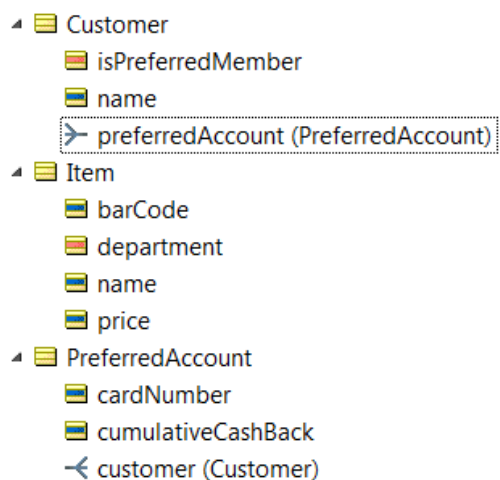 Customer
isPreferredMember
name
preferredAccount (PreferredAccount)
Item
barCode
department
name
price
PreferredAccount
cardNumber
cumulativeCashBack
customer (Customer)